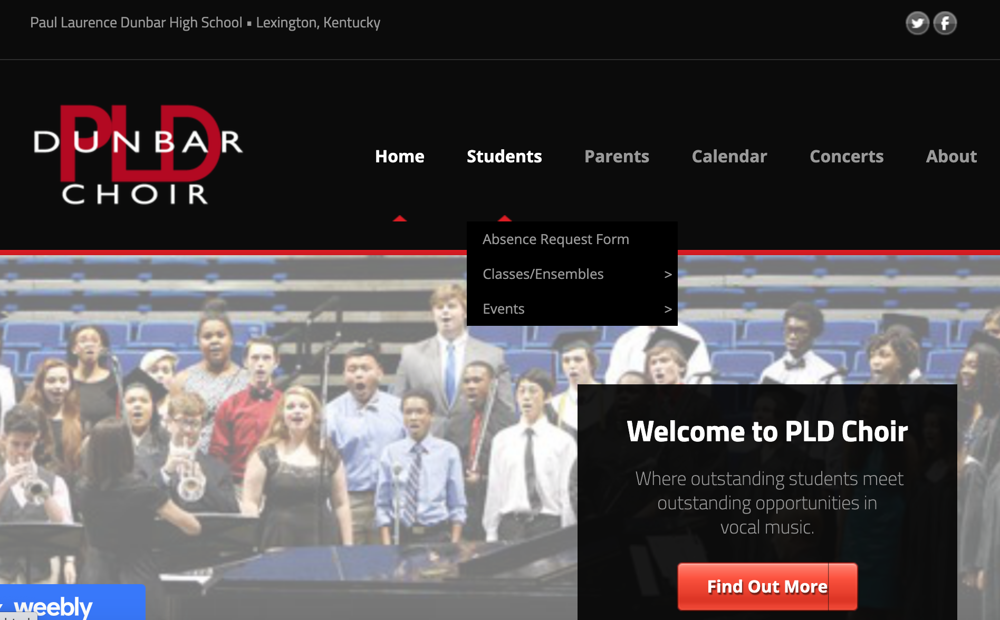 Paul Laurence Dunbar High School ▪ Lexington, Kentucky
PLD
DUNBAR
CHOIR
Home Students Parents Calendar Concerts About
Absence Request Form
Classes/Ensembles >
Events >
Welcome to PLD Choir
Where outstanding students meet
outstanding opportunities in
vocal music.
Find Out More
weebly